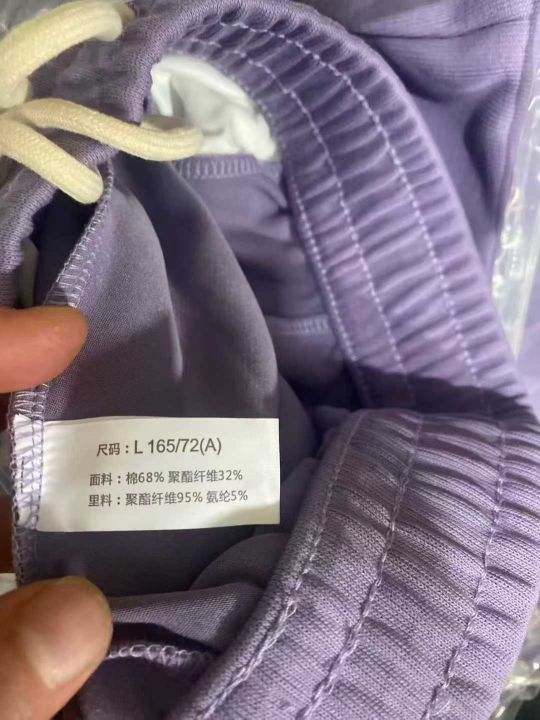 尺码：L 165/72(A)
面料：棉68% 聚酯纤维32%
里料：聚酯纤维95% 氨纶5%